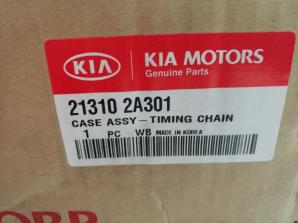 KIA KIA MOTORS
Genuine Parts
21310 2A301
CASE ASSY-TIMING CHAIN
1 PC WB MADE IN KOREA